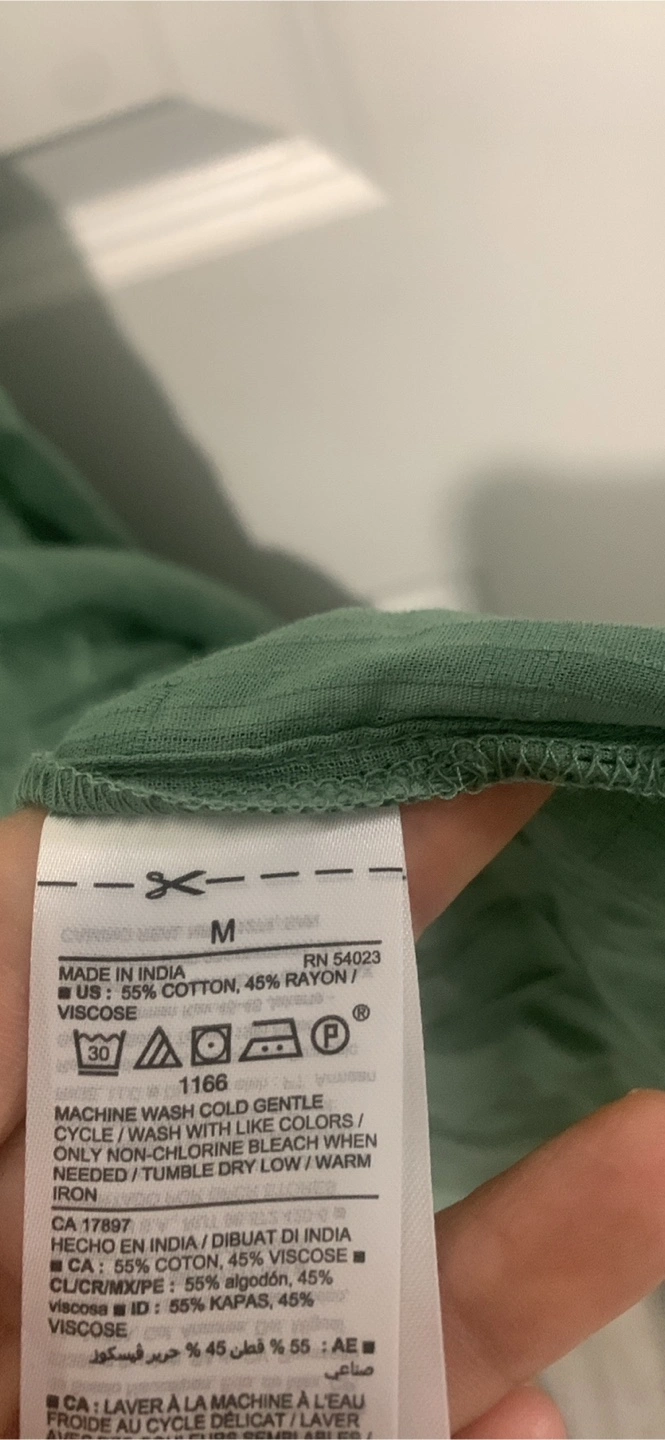 M
MADE IN INDIA RN 54023
■ US : 55% COTTON, 45% RAYON /
VISCOSE
30 P ®
1166
MACHINE WASH COLD GENTLE
CYCLE / WASH WITH LIKE COLORS /
ONLY NON-CHLORINE BLEACH WHEN
NEEDED / TUMBLE DRY LOW / WARM
IRON
CA 17897
HECHO EN INDIA / DIBUAT DI INDIA
■ CA : 55% COTON, 45% VISCOSE ■
CL/CR/MX/PE : 55% algodón, 45%
viscosa ■ ID : 55% KAPAS, 45%
VISCOSE
■ AE : 55 % قطن 45 % حرير فيسكوز
صناعي
■ CA : LAVER À LA MACHINE À L'EAU
FROIDE AU CYCLE DÉLICAT / LAVER
AVEC DES COULEURS SEMBLABLES /